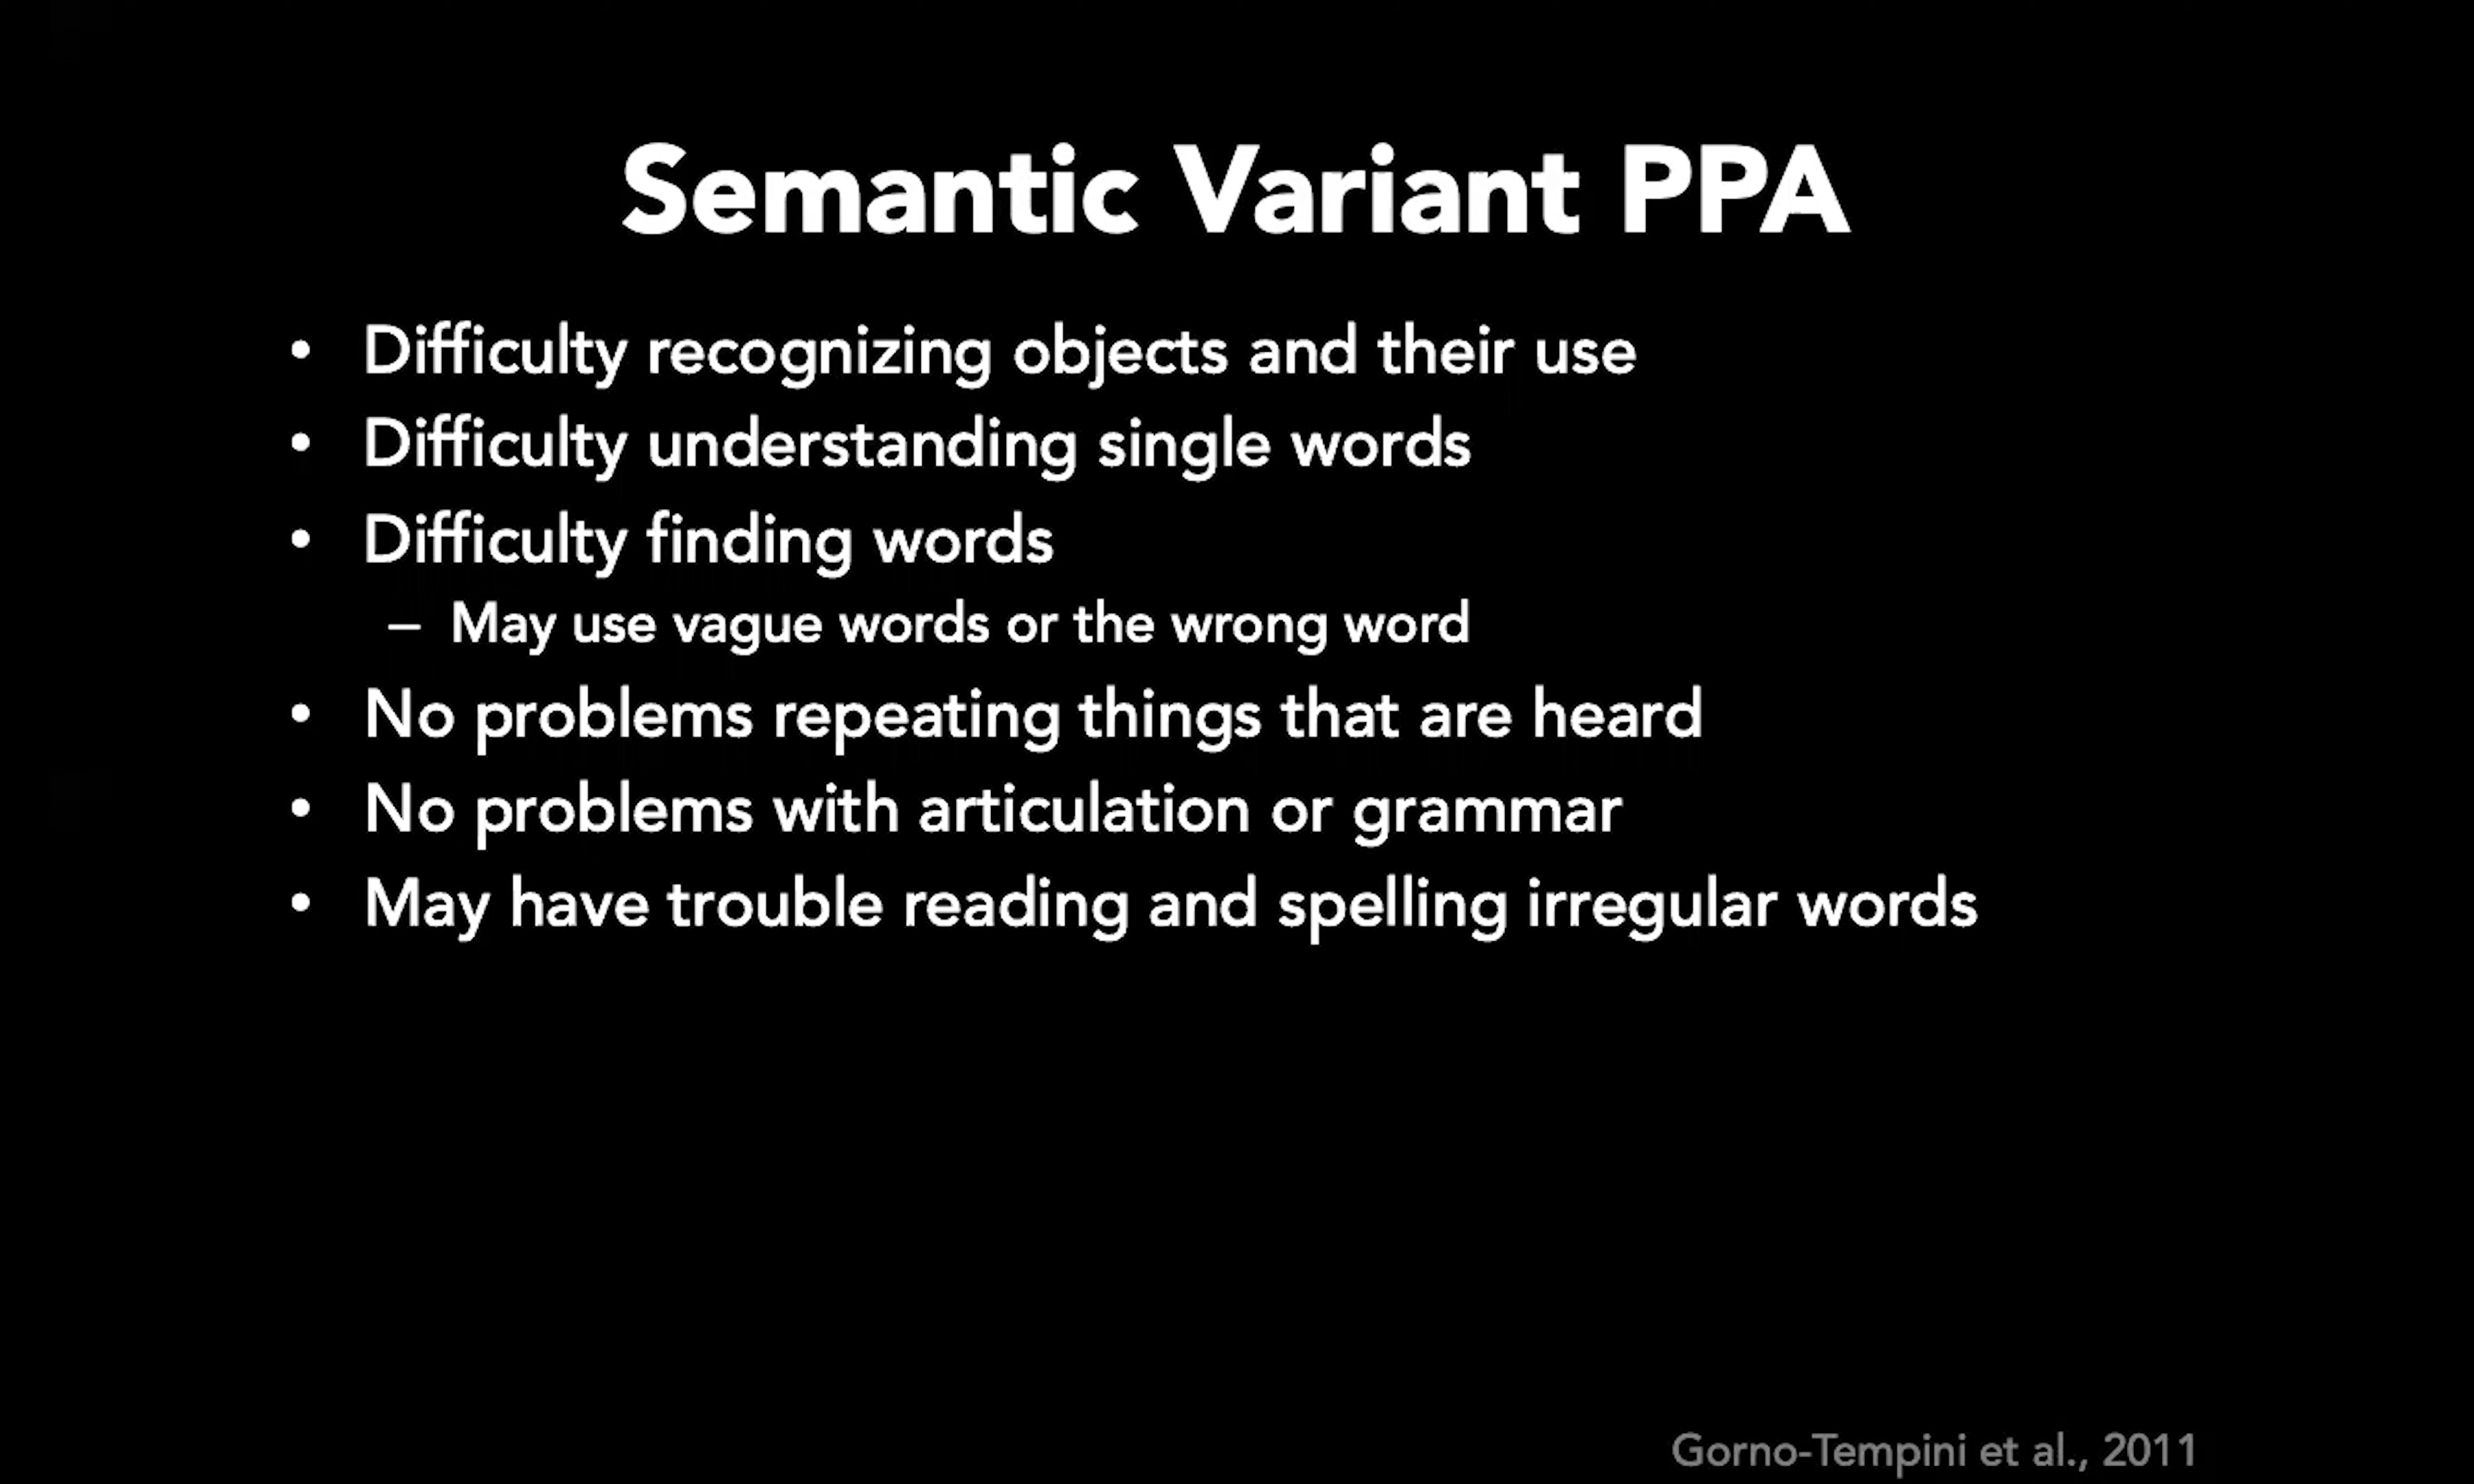 Semantic Variant PPA
• Difficulty recognizing objects and their use
• Difficulty understanding single words
• Difficulty finding words
– May use vague words or the wrong word
• No problems repeating things that are heard
• No problems with articulation or grammar
• May have trouble reading and spelling irregular words
Gorno-Tempini et al., 2011